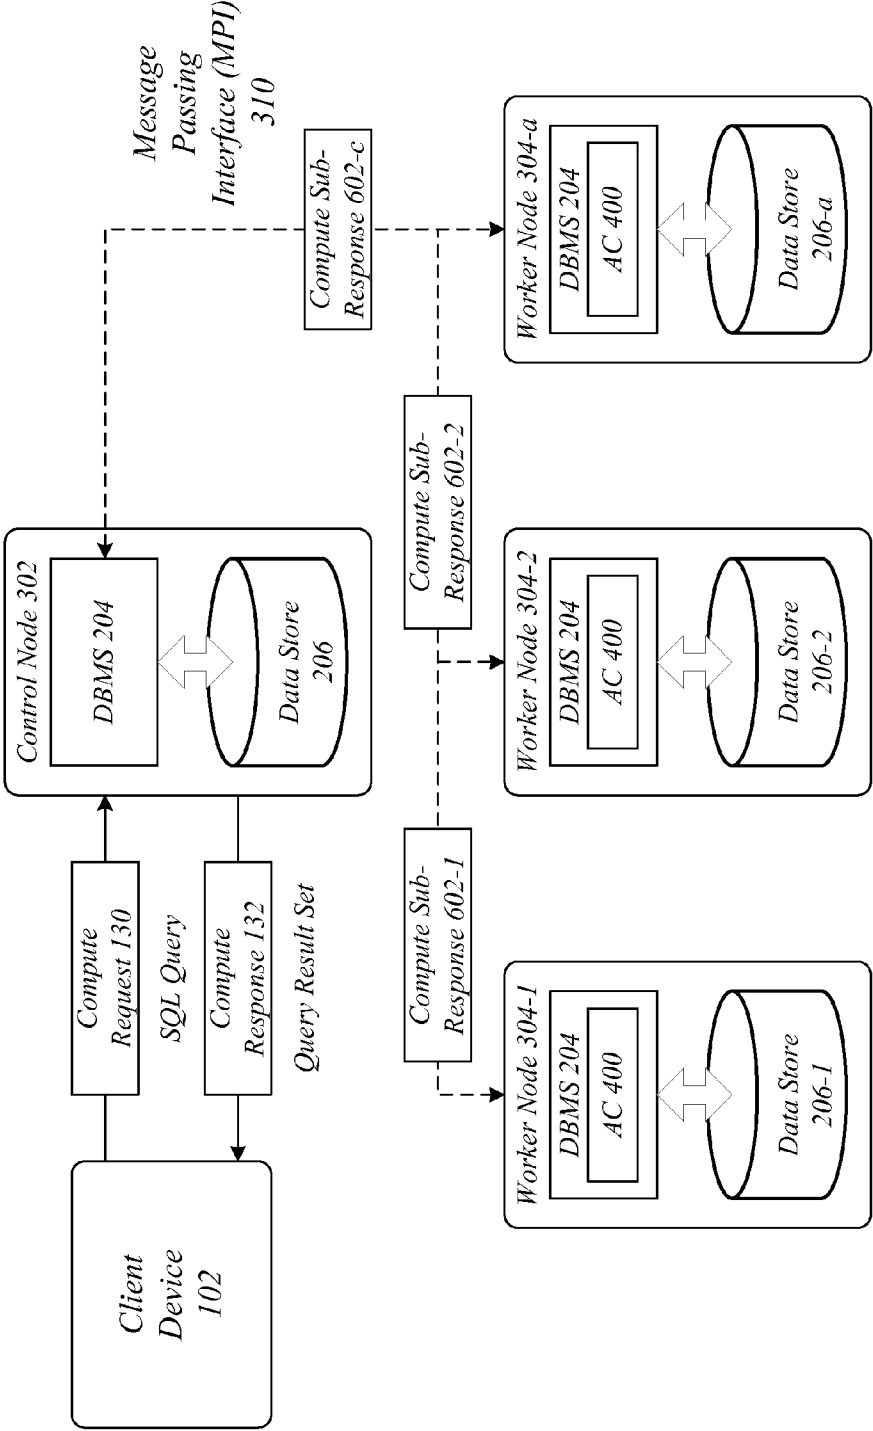 Client
Device
102
Compute
Request 130
SQL Query
Compute
Response 132
Query Result Set
Control Node 302
DBMS 204
Data Store
206
Message
Passing
Interface (MPI)
310
Compute Sub-
Response 602-1
Compute Sub-
Response 602-2
Compute Sub-
Response 602-c
Worker Node 304-1
DBMS 204
AC 400
Data Store
206-1
Worker Node 304-2
DBMS 204
AC 400
Data Store
206-2
Worker Node 304-a
DBMS 204
AC 400
Data Store
206-a